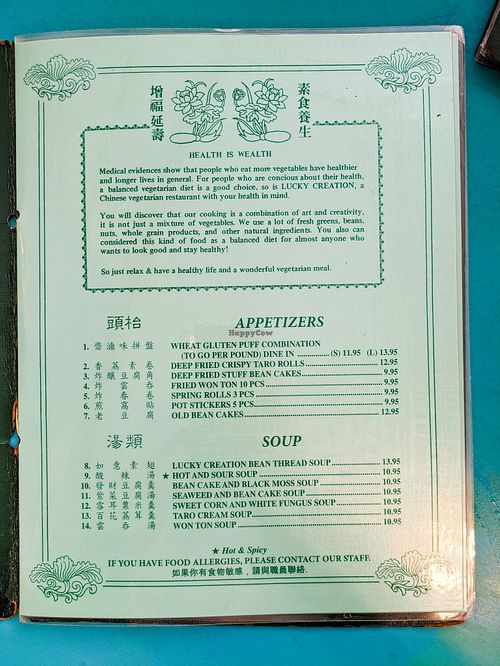 增福延壽
素食養生
HEALTH IS WEALTH
Medical evidences show that people who eat more vegetables have healthier
and longer lives in general. For people who are concious about their health,
a balanced vegetarian diet is a good choice, so is LUCKY CREATION, a
Chinese vegetarian restaurant with your health in mind.
You will discover that our cooking is a combination of art and creativity,
it is not just a mixture of vegetables. We use a lot of fresh greens, beans,
nuts, whole grain products, and other natural ingredients. You also can
considered this kind of food as a balanced diet for almost anyone who
wants to look good and stay healthy!
So just relax & have a healthy life and a wonderful vegetarian meal.
頭枱 APPETIZERS
HappyCow
1. 齋滷味拼盤 WHEAT GLUTEN PUFF COMBINATION
(TO GO PER POUND) DINE IN ..............(S) 11.95 (L) 13.95
2. 香荔素卷 DEEP FRIED CRISPY TARO ROLLS ..............12.95
3. 炸釀豆腐角 DEEP FRIED STUFF BEAN CAKES..............9.95
4. 炸雲吞 FRIED WON TON 10 PCS ..............9.95
5. 炸春卷 SPRING ROLLS 3 PCS ..............9.95
6. 煎窩貼 POT STICKERS 5 PCS..............9.95
7. 老豆腐 OLD BEAN CAKES..............12.95
湯類 SOUP
8. 如意素翅 LUCKY CREATION BEAN THREAD SOUP..............13.95
9. 酸辣湯 ★ HOT AND SOUR SOUP ..............10.95
10. 發財豆腐羹 BEAN CAKE AND BLACK MOSS SOUP ..............10.95
11. 紫菜豆腐湯 SEAWEED AND BEAN CAKE SOUP ..............10.95
12. 雪耳粟米羹 SWEET CORN AND WHITE FUNGUS SOUP..............10.95
13. 百花荔茸羹 TARO CREAM SOUP..............10.95
14. 雲吞湯 WON TON SOUP ..............10.95
★ Hot & Spicy
IF YOU HAVE FOOD ALLERGIES, PLEASE CONTACT OUR STAFF.
如果你有食物敏感，請與職員聯絡.